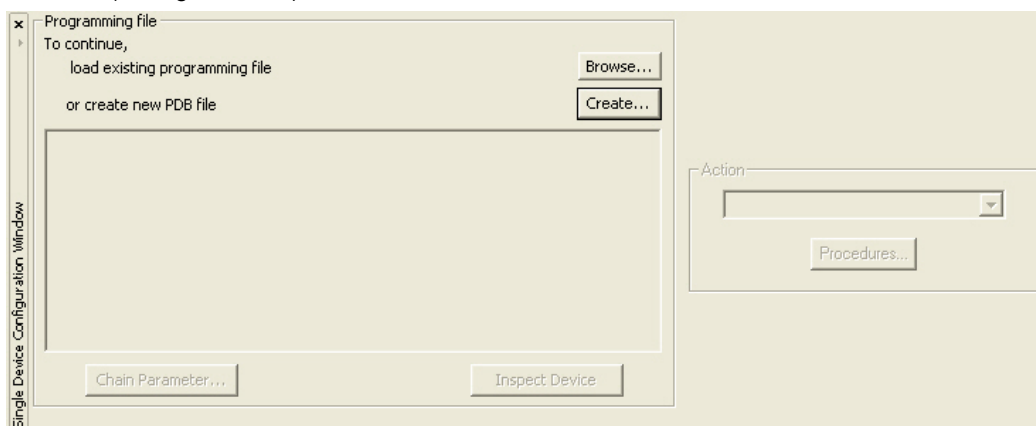 Programming file
To continue,
load existing programming file
Browse...
or create new PDB file
Create...
Action
Procedures...
Chain Parameter...
Inspect Device
Single Device Configuration Window